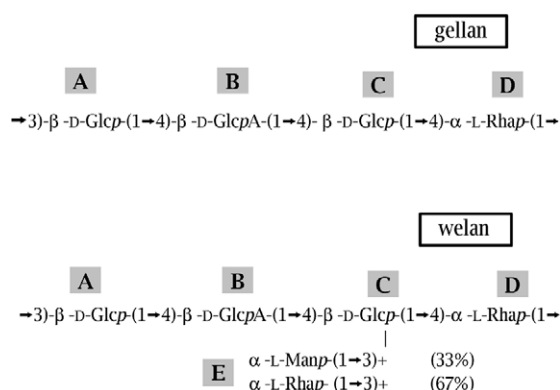 gellan
A B C D
→3)-β -D-Glcp-(1→4)-β -D-GlcpA-(1→4)- β -D-Glcp-(1→4)-α -L-Rhap-(1→
welan
A B C D
→3)-β -D-Glcp-(1→4)-β -D-GlcpA-(1→4)-β -D-Glcp-(1→4)-α -L-Rhap-(1→
E α -L-Manp-(1→3)+ (33%)
α -L-Rhap- (1→3)+ (67%)